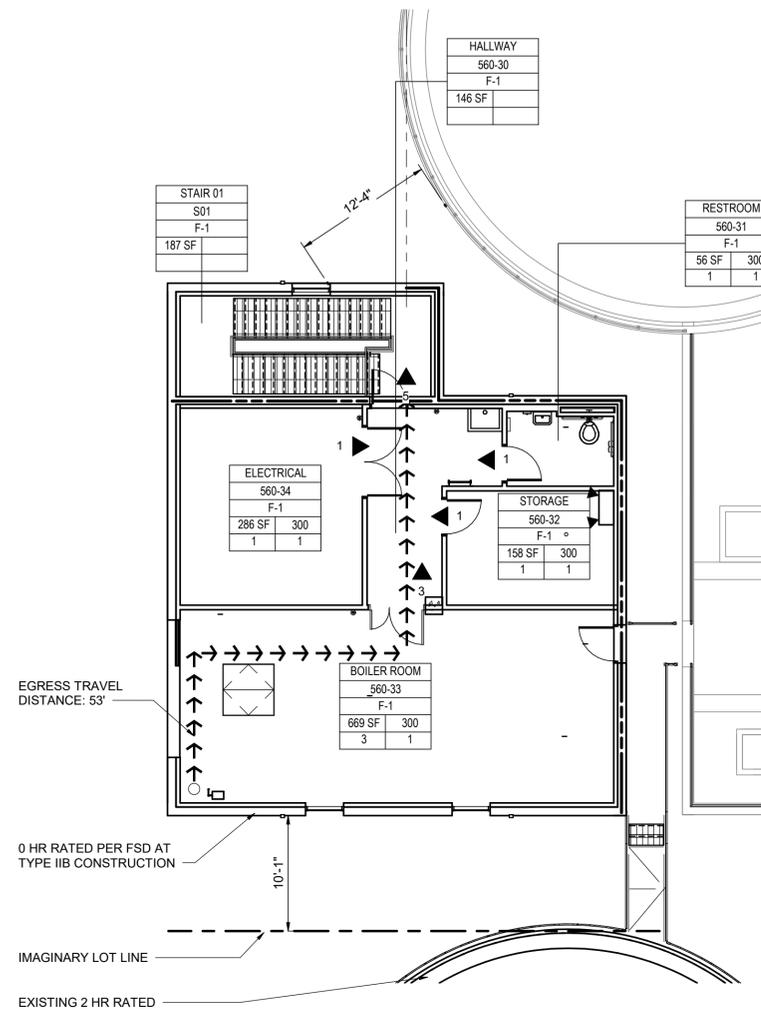 HALLWAY
560-30
F-1
146 SF
12'-4"
STAIR 01
S01
F-1
187 SF
RESTROOM
560-31
F-1
56 SF 300
1 1
5
1
1
ELECTRICAL
560-34
F-1
286 SF 300
1 1
STORAGE
560-32
F-1
158 SF 300
1 1
1
3
BOILER ROOM
560-33
F-1
669 SF 300
3 1
EGRESS TRAVEL
DISTANCE: 53'
0 HR RATED PER FSD AT
TYPE IIB CONSTRUCTION
10'-1"
IMAGINARY LOT LINE
EXISTING 2 HR RATED